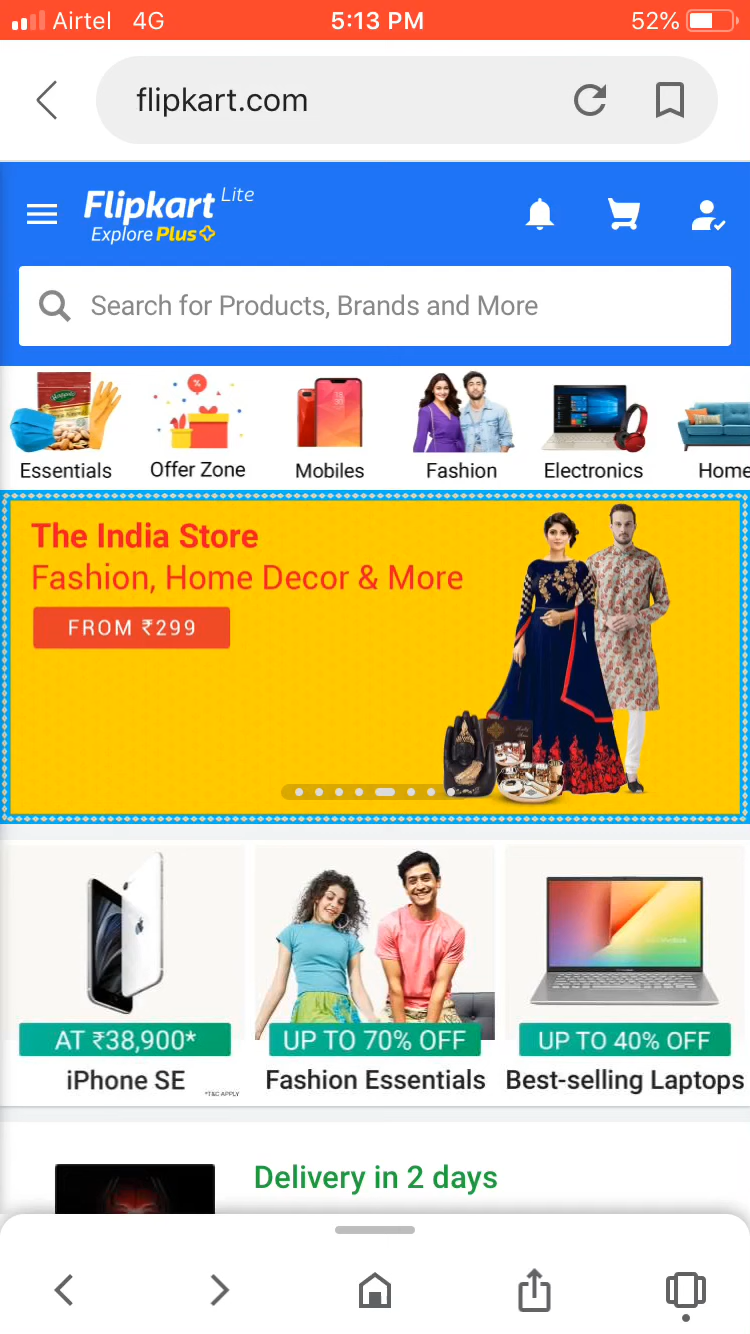 Airtel 4G 5:13 PM 52%
flipkart.com
Flipkart Lite
Explore Plus
Search for Products, Brands and More
Essentials Offer Zone Mobiles Fashion Electronics Home
The India Store
Fashion, Home Decor & More
FROM ₹299
AT ₹38,900* UP TO 70% OFF UP TO 40% OFF
iPhone SE Fashion Essentials Best-selling Laptops
*T&C APPLY
Delivery in 2 days